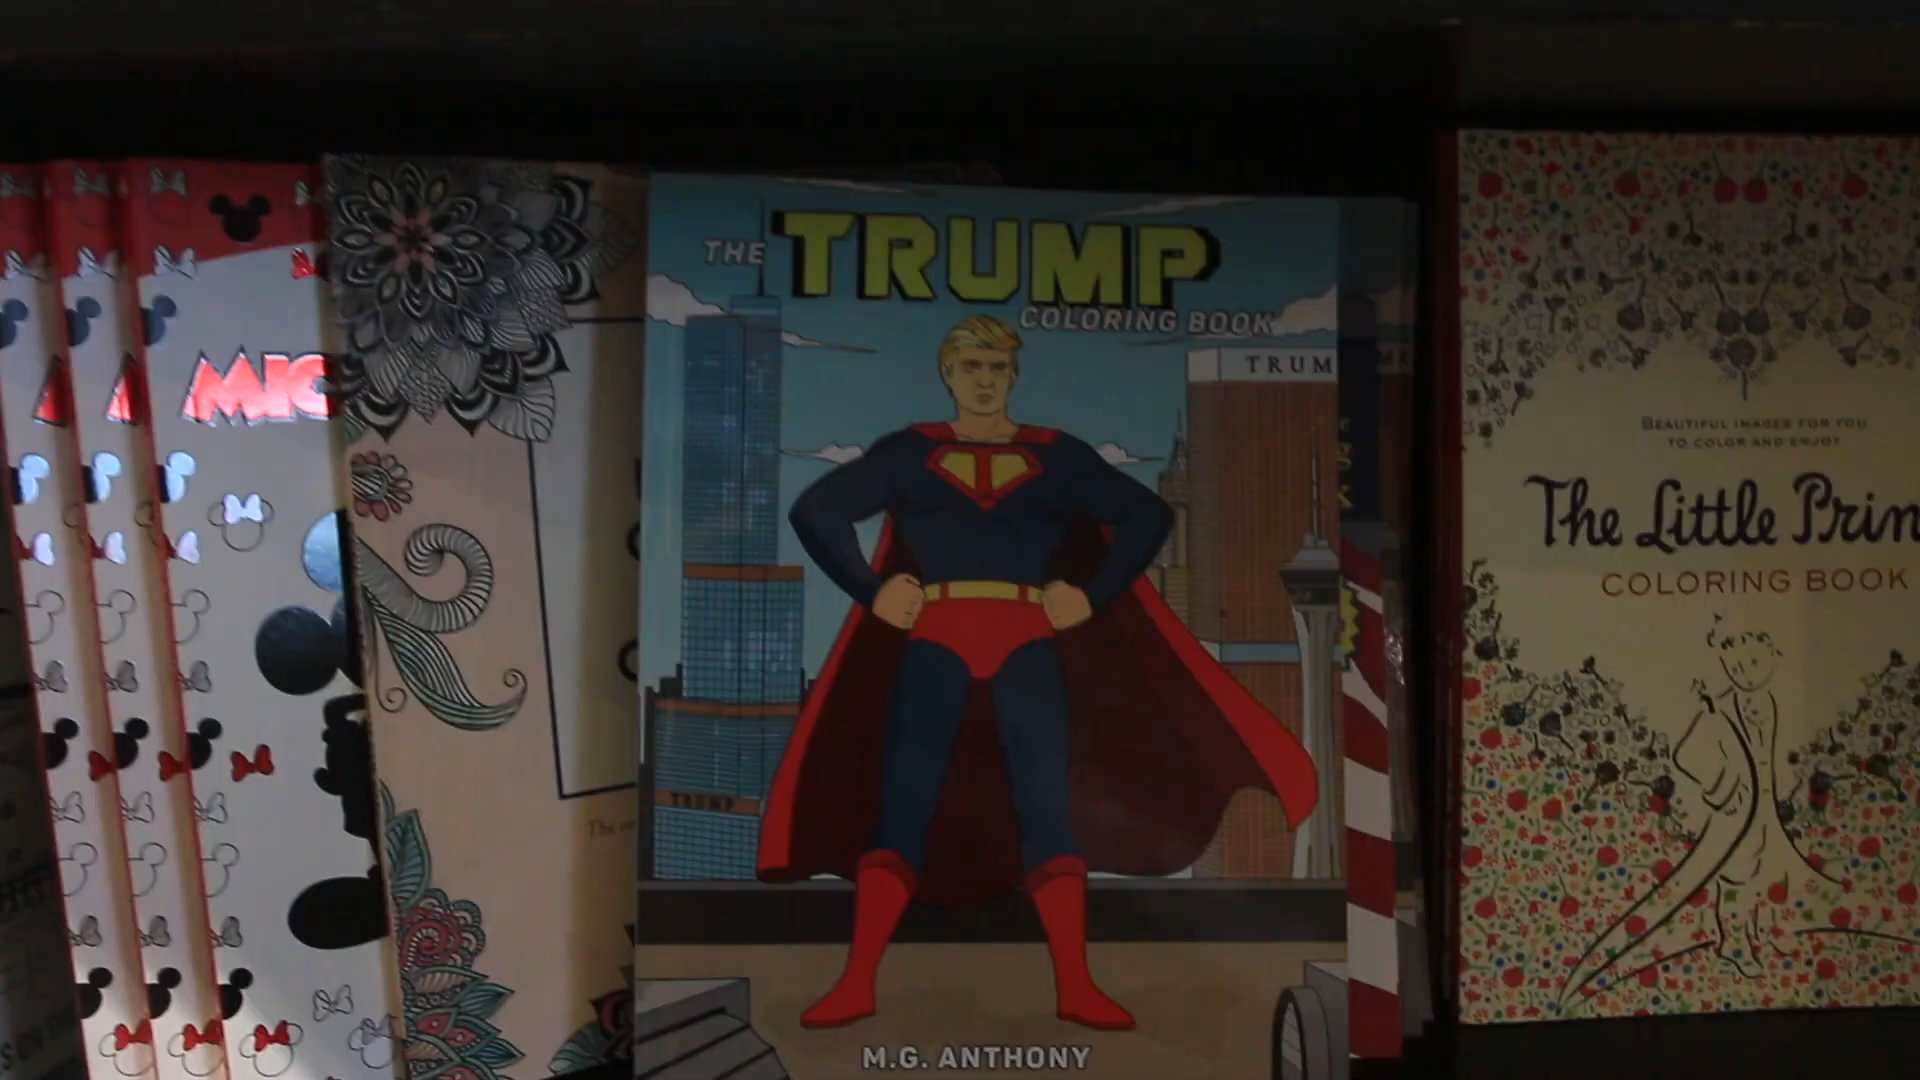 MIC
THE TRUMP
COLORING BOOK
TRUM
TRUMP
M.G. ANTHONY
BEAUTIFUL IMAGES FOR YOU
TO COLOR AND ENJOY
The Little Prin
COLORING BOOK